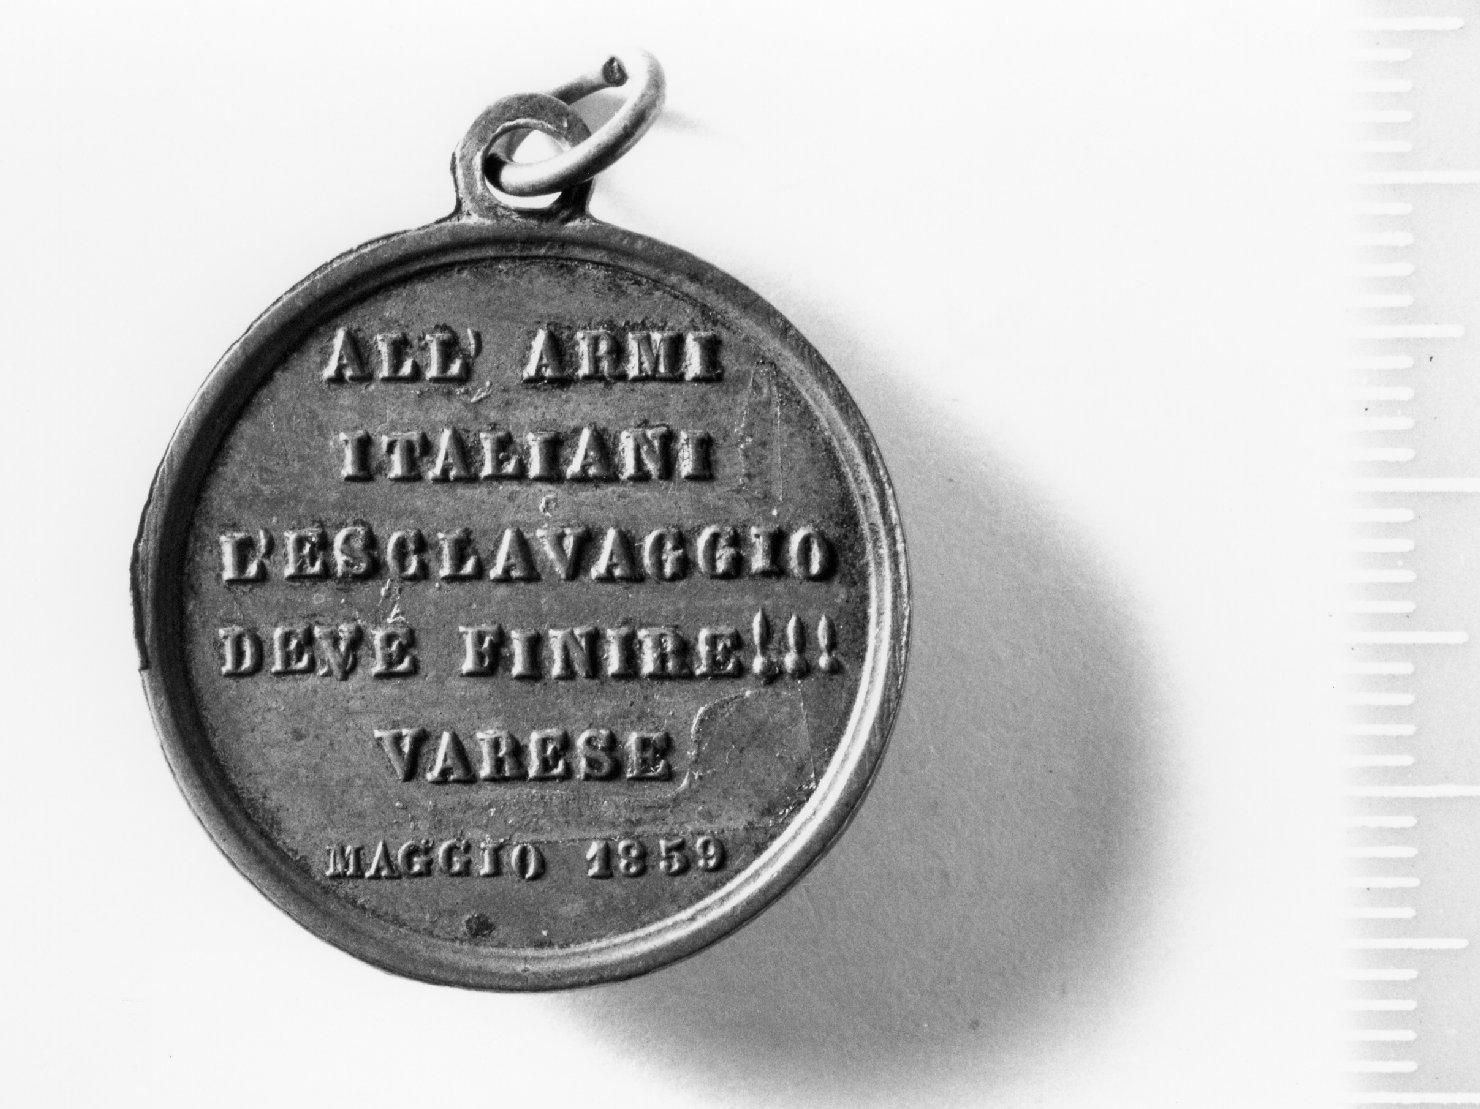 ALL' ARMI
ITALIANI
L'ESCLAVAGGIO
DEVE FINIRE!!!
VARESE
MAGGIO 1859